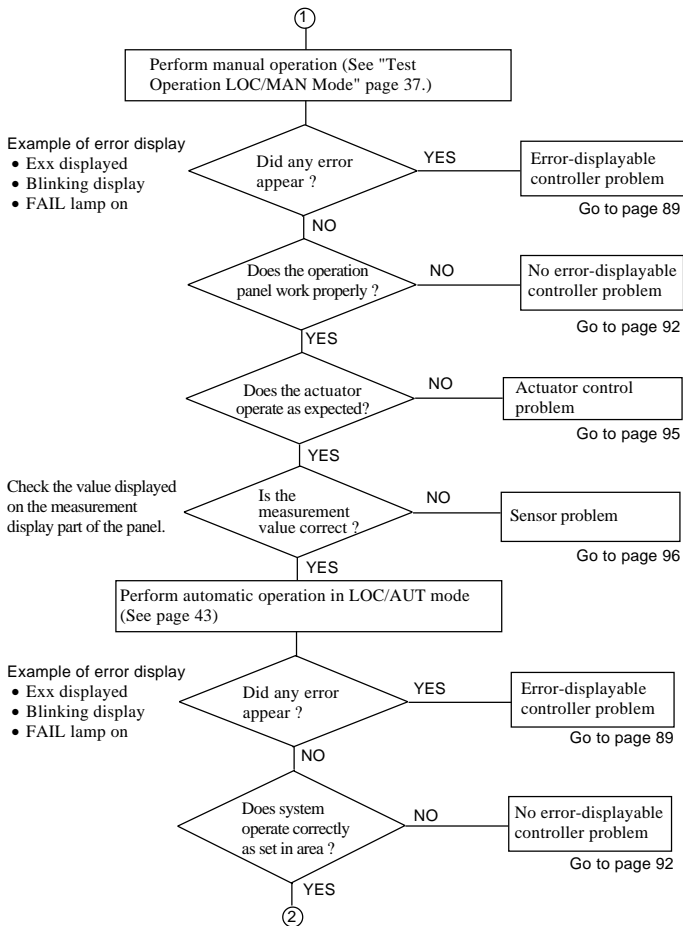 1
Perform manual operation (See "Test
Operation LOC/MAN Mode" page 37.)
Example of error display
• Exx displayed
• Blinking display
• FAIL lamp on
Did any error
appear ?
YES
Error-displayable
controller problem
Go to page 89
NO
Does the operation
panel work properly ?
NO
No error-displayable
controller problem
Go to page 92
YES
Does the actuator
operate as expected?
NO
Actuator control
problem
Go to page 95
YES
Check the value displayed
on the measurement
display part of the panel.
Is the
measurement
value correct ?
NO
Sensor problem
Go to page 96
YES
Perform automatic operation in LOC/AUT mode
(See page 43)
Example of error display
• Exx displayed
• Blinking display
• FAIL lamp on
Did any error
appear ?
YES
Error-displayable
controller problem
Go to page 89
NO
Does system
operate correctly
as set in area ?
NO
No error-displayable
controller problem
Go to page 92
YES
2